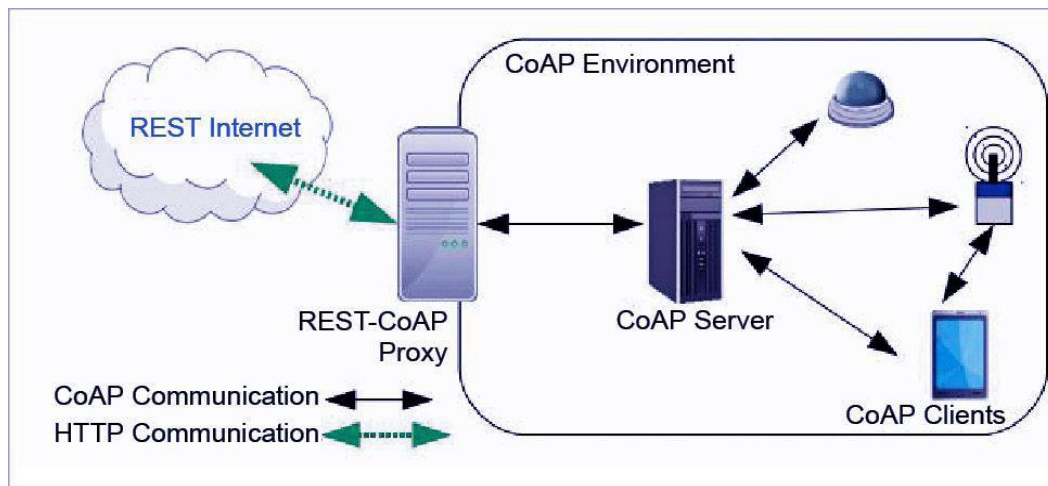 CoAP Environment
REST Internet
REST-CoAP
Proxy
CoAP Server
CoAP Clients
CoAP Communication
HTTP Communication